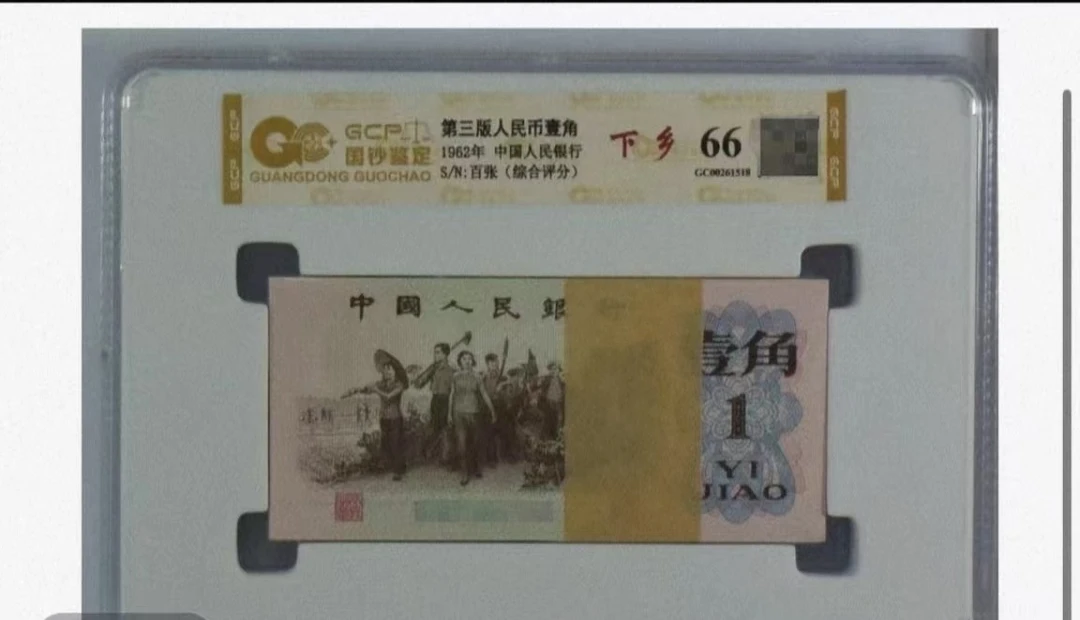 GCP
国钞鉴定
GUANGDONG GUOCHAO
第三版人民币壹角
1962年 中国人民银行
S/N:百张（综合评分）
下乡
66
GC00261518
中國人民銀
壹角
1
YI
JIAO